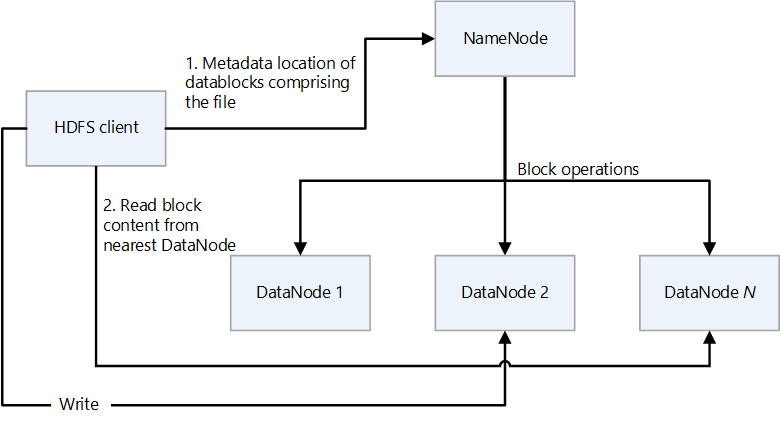 NameNode
1. Metadata location of
datablocks comprising
the file
HDFS client
Block operations
2. Read block
content from
nearest DataNode
DataNode 1
DataNode 2
DataNode N
Write